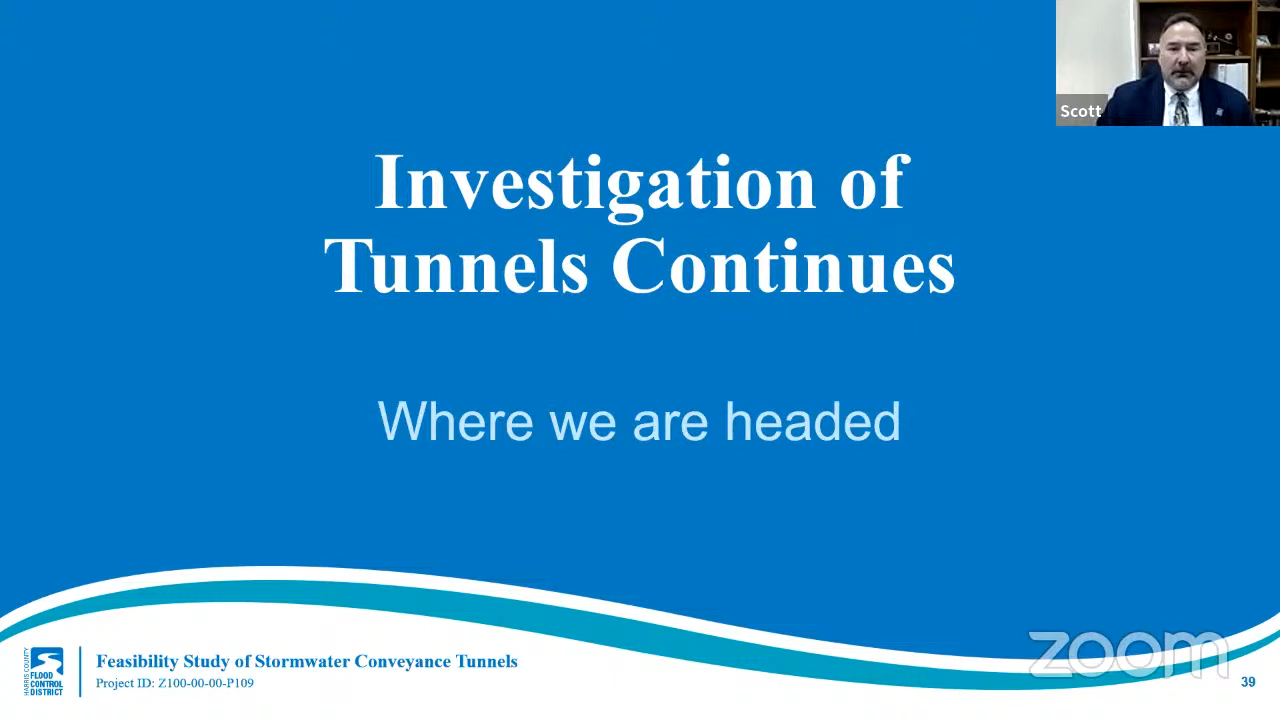 Scott
Investigation of
Tunnels Continues
Where we are headed
HARRIS COUNTY
FLOOD
CONTROL
DISTRICT
Feasibility Study of Stormwater Conveyance Tunnels
Project ID: Z100-00-00-P109
zoom
39